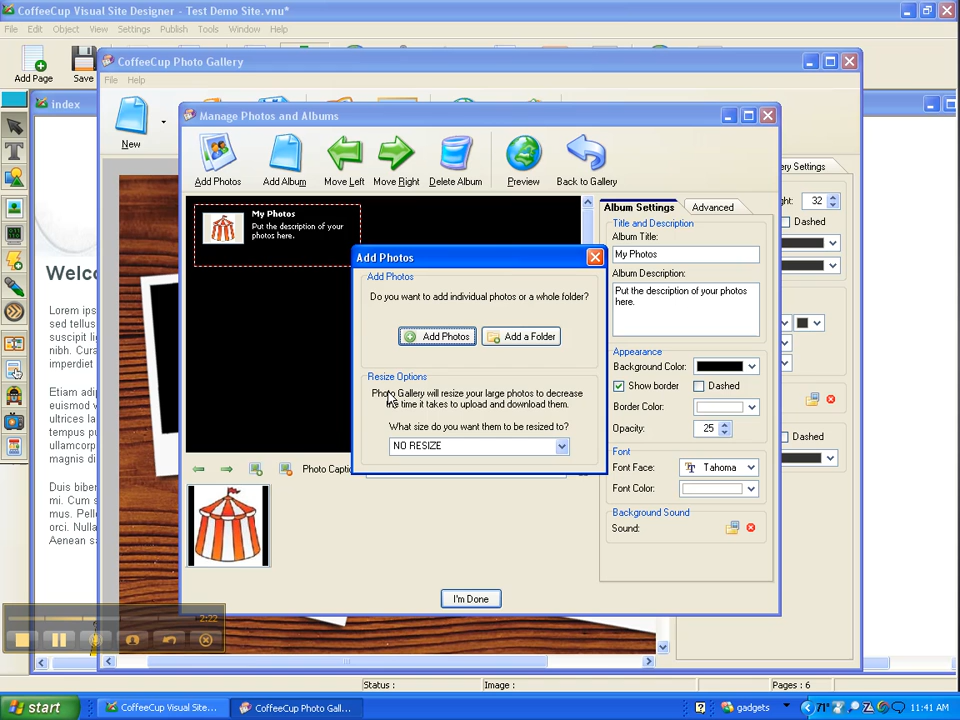 CoffeeCup Visual Site Designer - Test Demo Site.vnu*
File Edit Object View Settings Publish Tools Window Help
Add Page
Save
CoffeeCup Photo Gallery
File Help
index
New
Manage Photos and Albums
Add Photos
Add Album
Move Left
Move Right
Delete Album
Preview
Back to Gallery
My Photos
Put the description of your
photos here.
Add Photos
Add Photos
Do you want to add individual photos or a whole folder?
Add Photos
Add a Folder
Resize Options
Photo Gallery will resize your large photos to decrease
time it takes to upload and download them.
What size do you want them to be resized to?
NO RESIZE
Album Settings
Advanced
Title and Description
Album Title:
My Photos
Album Description:
Put the description of your photos
here.
Appearance
Background Color:
Show border
Dashed
Border Color:
Opacity: 25
Font
Font Face: Tahoma
Font Color:
Background Sound
Sound:
Settings
32
Dashed
Dashed
Photo
I'm Done
Welc
Lorem ips
sed tellus
suscipit
nibh. Cura
imperdiet
Etiam
euismod
ultrices
tempus
ullamcorp
magnis
Duis biber
mi. Cum
mus. Peller
orci. Nulla
Aenean
2:22
Status :
Image :
Pages : 6
start
CoffeeCup Visual Site...
CoffeeCup Photo Gall...
gadgets
71°
11:41 AM